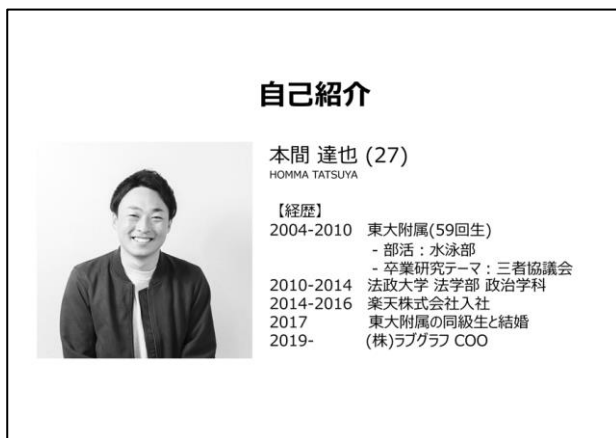 自己紹介
本間 達也 (27)
HOMMA TATSUYA
【経歴】
2004-2010 東大附属(59回生)
- 部活：水泳部
- 卒業研究テーマ：三者協議会
2010-2014 法政大学 法学部 政治学科
2014-2016 楽天株式会社入社
2017 東大附属の同級生と結婚
2019- (株)ラブグラフ COO